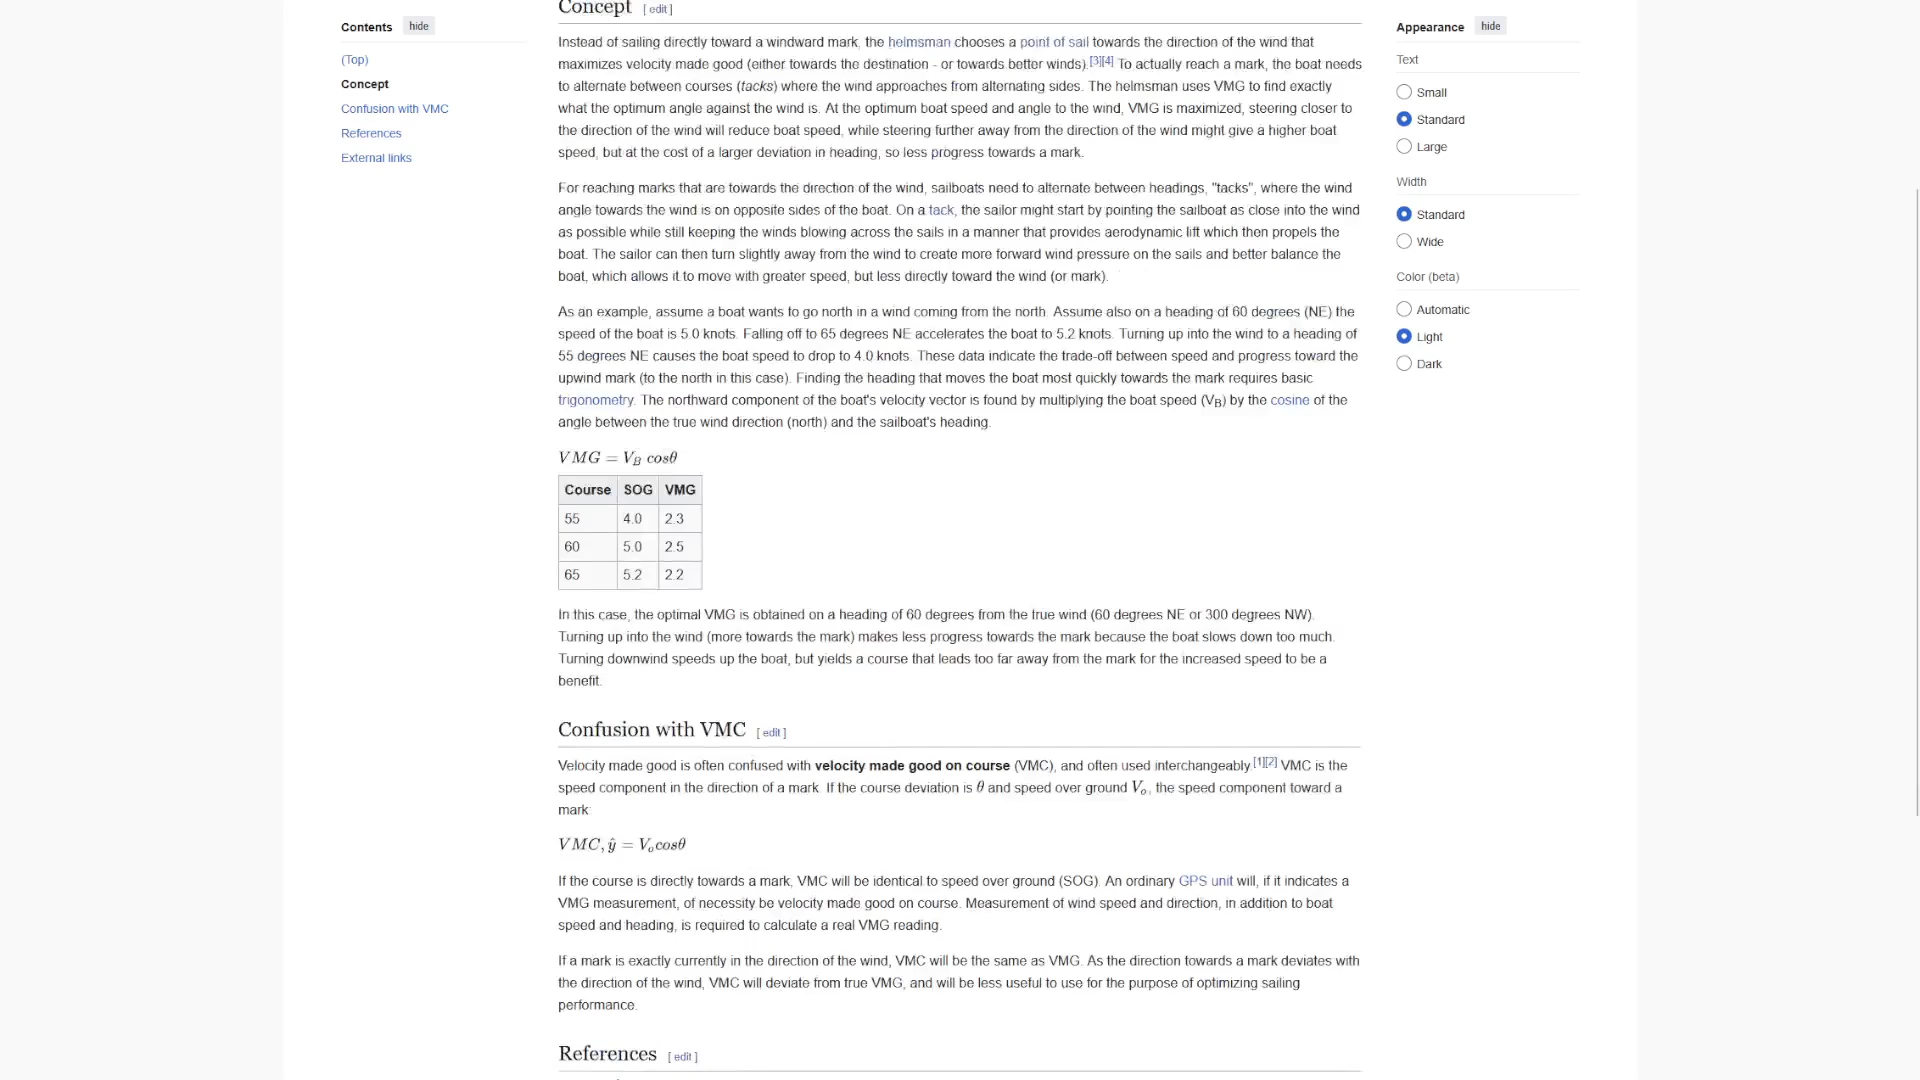 Contents hide
(Top)
Concept
Confusion with VMC
References
External links
Concept [ edit ]
Instead of sailing directly toward a windward mark, the helmsman chooses a point of sail towards the direction of the wind that
maximizes velocity made good (either towards the destination - or towards better winds).[3][4] To actually reach a mark, the boat needs
to alternate between courses (tacks) where the wind approaches from alternating sides. The helmsman uses VMG to find exactly
what the optimum angle against the wind is. At the optimum boat speed and angle to the wind, VMG is maximized, steering closer to
the direction of the wind will reduce boat speed, while steering further away from the direction of the wind might give a higher boat
speed, but at the cost of a larger deviation in heading, so less progress towards a mark.
For reaching marks that are towards the direction of the wind, sailboats need to alternate between headings, "tacks", where the wind
angle towards the wind is on opposite sides of the boat. On a tack, the sailor might start by pointing the sailboat as close into the wind
as possible while still keeping the winds blowing across the sails in a manner that provides aerodynamic lift which then propels the
boat. The sailor can then turn slightly away from the wind to create more forward wind pressure on the sails and better balance the
boat, which allows it to move with greater speed, but less directly toward the wind (or mark).
As an example, assume a boat wants to go north in a wind coming from the north. Assume also on a heading of 60 degrees (NE) the
speed of the boat is 5.0 knots. Falling off to 65 degrees NE accelerates the boat to 5.2 knots. Turning up into the wind to a heading of
55 degrees NE causes the boat speed to drop to 4.0 knots. These data indicate the trade-off between speed and progress toward the
upwind mark (to the north in this case). Finding the heading that moves the boat most quickly towards the mark requires basic
trigonometry. The northward component of the boat's velocity vector is found by multiplying the boat speed (VB) by the cosine of the
angle between the true wind direction (north) and the sailboat's heading.
VMG = VB cosθ
Course SOG VMG
55 4.0 2.3
60 5.0 2.5
65 5.2 2.2
In this case, the optimal VMG is obtained on a heading of 60 degrees from the true wind (60 degrees NE or 300 degrees NW).
Turning up into the wind (more towards the mark) makes less progress towards the mark because the boat slows down too much.
Turning downwind speeds up the boat, but yields a course that leads too far away from the mark for the increased speed to be a
benefit.
Confusion with VMC [ edit ]
Velocity made good is often confused with velocity made good on course (VMC), and often used interchangeably.[1][2] VMC is the
speed component in the direction of a mark. If the course deviation is θ and speed over ground Vo, the speed component toward a
mark:
VMC, ŷ = Vocosθ
If the course is directly towards a mark, VMC will be identical to speed over ground (SOG). An ordinary GPS unit will, if it indicates a
VMG measurement, of necessity be velocity made good on course. Measurement of wind speed and direction, in addition to boat
speed and heading, is required to calculate a real VMG reading.
If a mark is exactly currently in the direction of the wind, VMC will be the same as VMG. As the direction towards a mark deviates with
the direction of the wind, VMC will deviate from true VMG, and will be less useful to use for the purpose of optimizing sailing
performance.
References [ edit ]
Appearance hide
Text
Small
Standard
Large
Width
Standard
Wide
Color (beta)
Automatic
Light
Dark